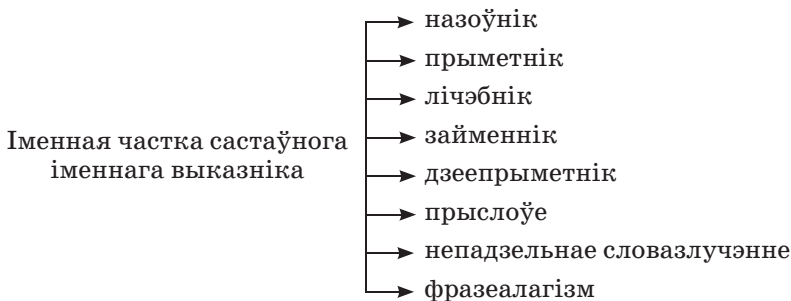 назоўнік
прыметнік
лічэбнік
Іменная частка састаўнога
іменнага выказніка
займеннік
дзеепрыметнік
прыслоўе
непадзельнае словазлучэнне
фразеалагізм